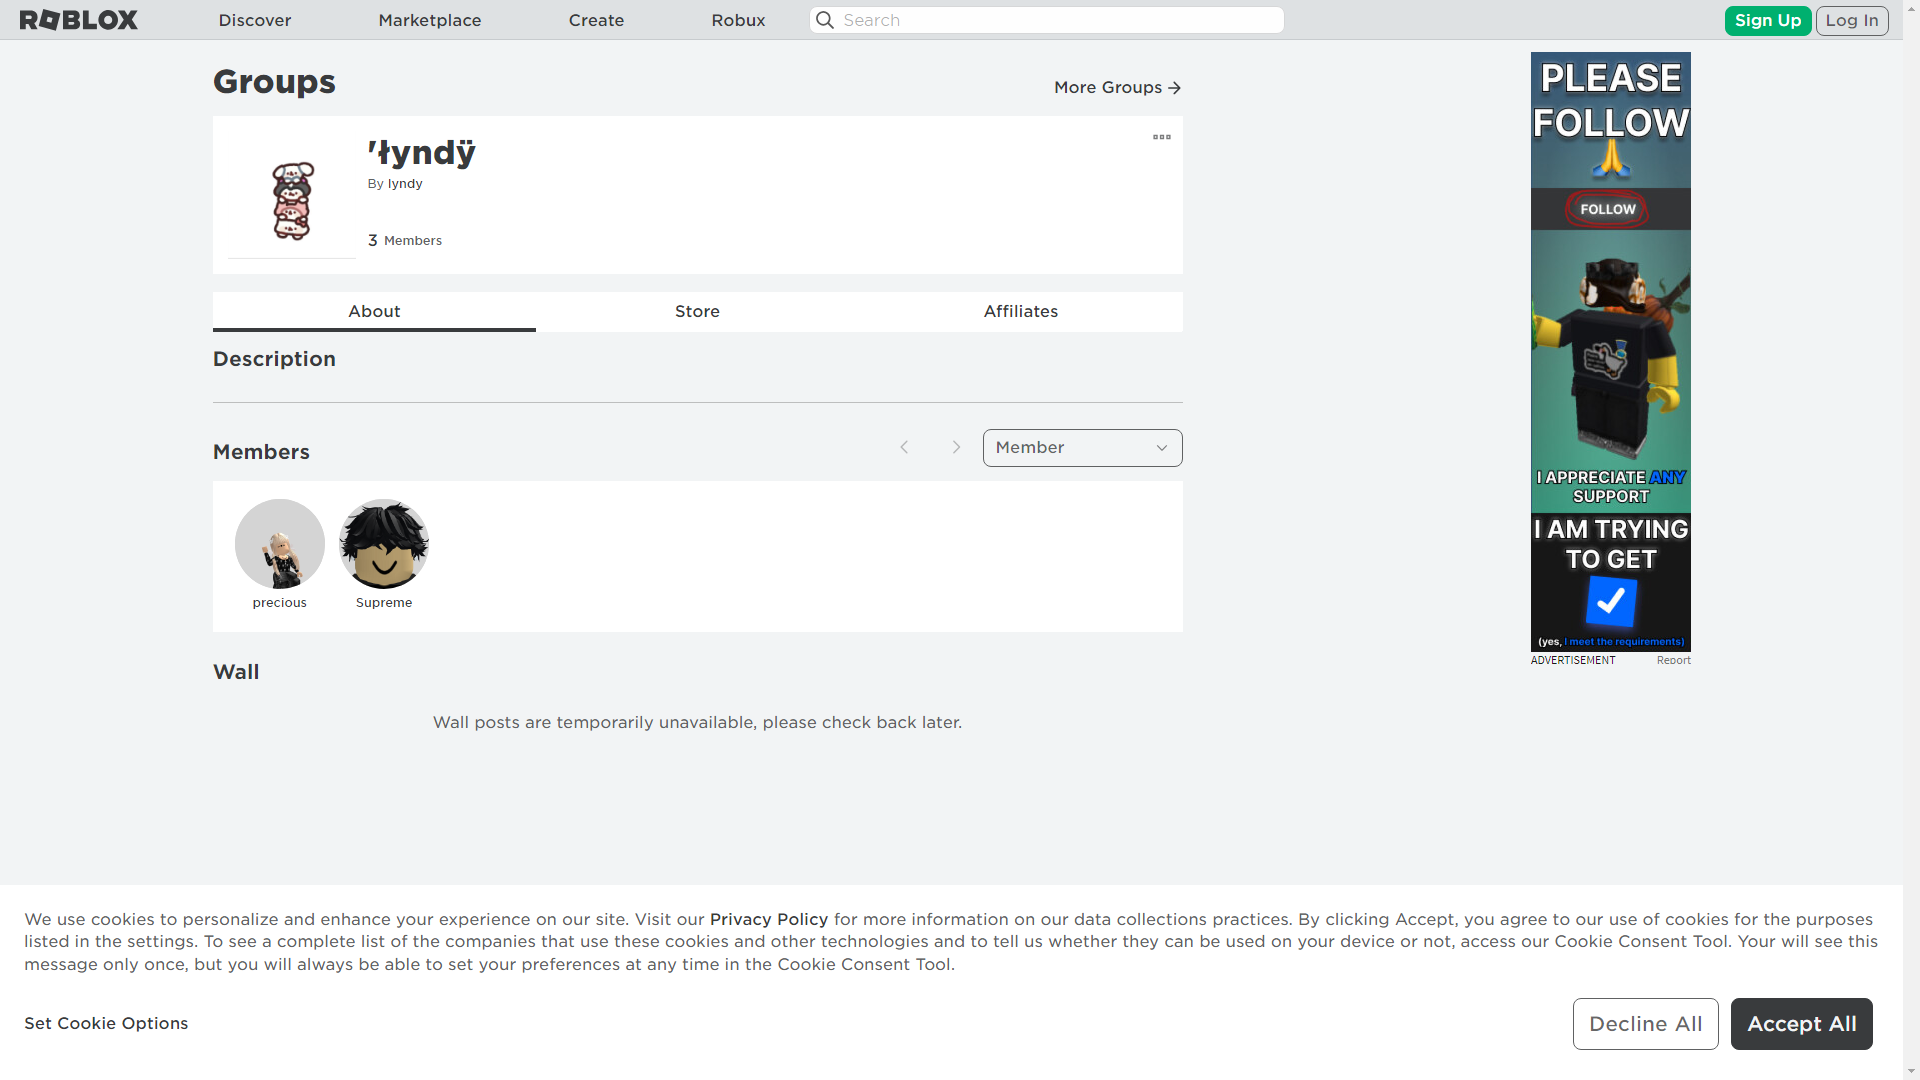 ROBLOX
Discover
Marketplace
Create
Robux
Search
Sign Up
Log In
Groups
More Groups
'łyndÿ
By lyndy
3 Members
About
Store
Affiliates
Description
Members
Member
precious
Supreme
Wall
Wall posts are temporarily unavailable, please check back later.
PLEASE
FOLLOW
FOLLOW
I APPRECIATE ANY
SUPPORT
I AM TRYING
TO GET
(yes, I meet the requirements)
ADVERTISEMENT
Report
We use cookies to personalize and enhance your experience on our site. Visit our Privacy Policy for more information on our data collections practices. By clicking Accept, you agree to our use of cookies for the purposes
listed in the settings. To see a complete list of the companies that use these cookies and other technologies and to tell us whether they can be used on your device or not, access our Cookie Consent Tool. Your will see this
message only once, but you will always be able to set your preferences at any time in the Cookie Consent Tool.
Set Cookie Options
Decline All
Accept All